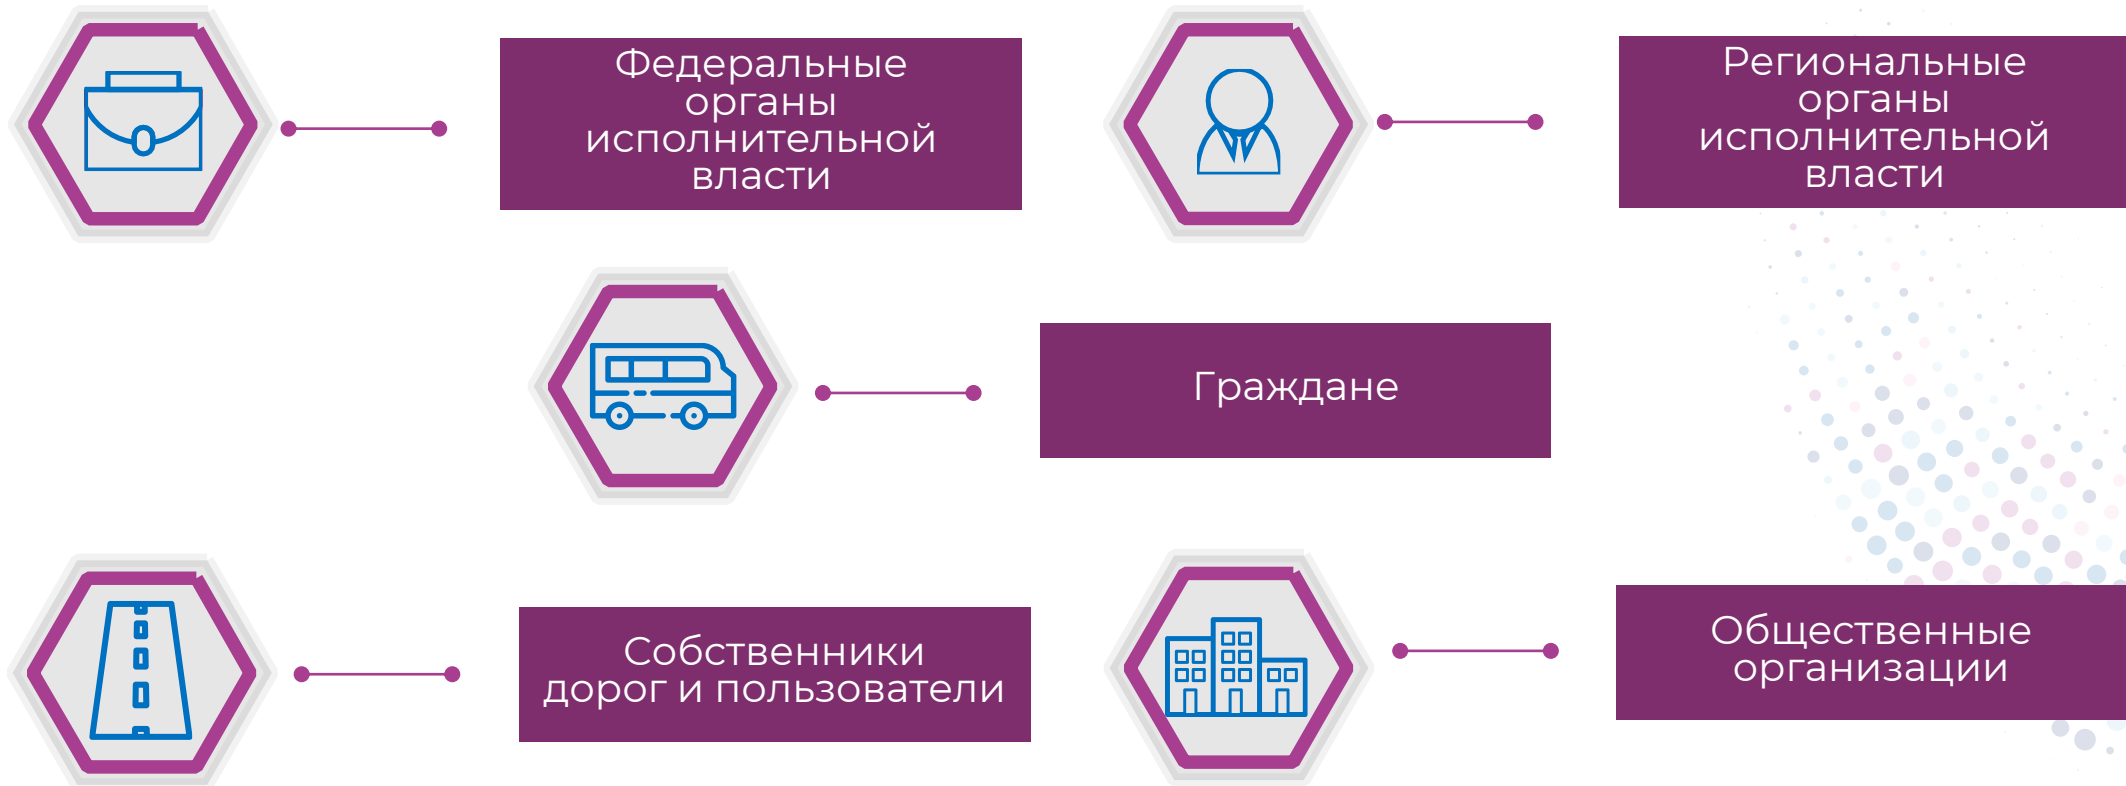 Федеральные
органы
исполнительной
власти
Региональные
органы
исполнительной
власти
Граждане
Собственники
дорог и пользователи
Общественные
организации